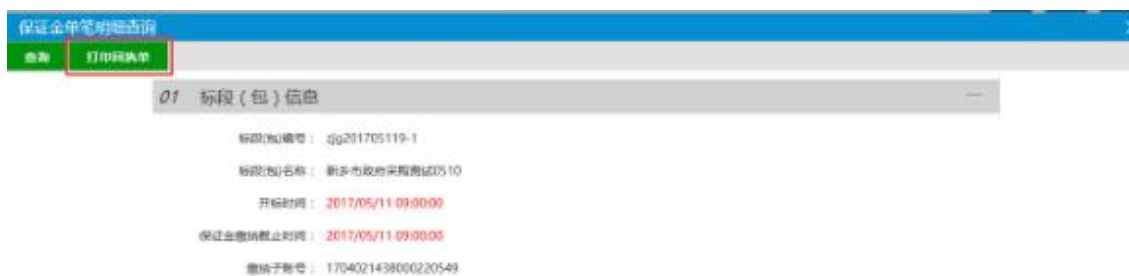 保证金单笔明细查询
查询 打印回执单
01 标段（包）信息
标段(包)编号： zjg201705119-1
标段(包)名称： 新乡市政府采购测试0510
开标时间： 2017/05/11 09:00:00
保证金缴纳截止时间： 2017/05/11 09:00:00
缴纳子账号： 1704021438000220549